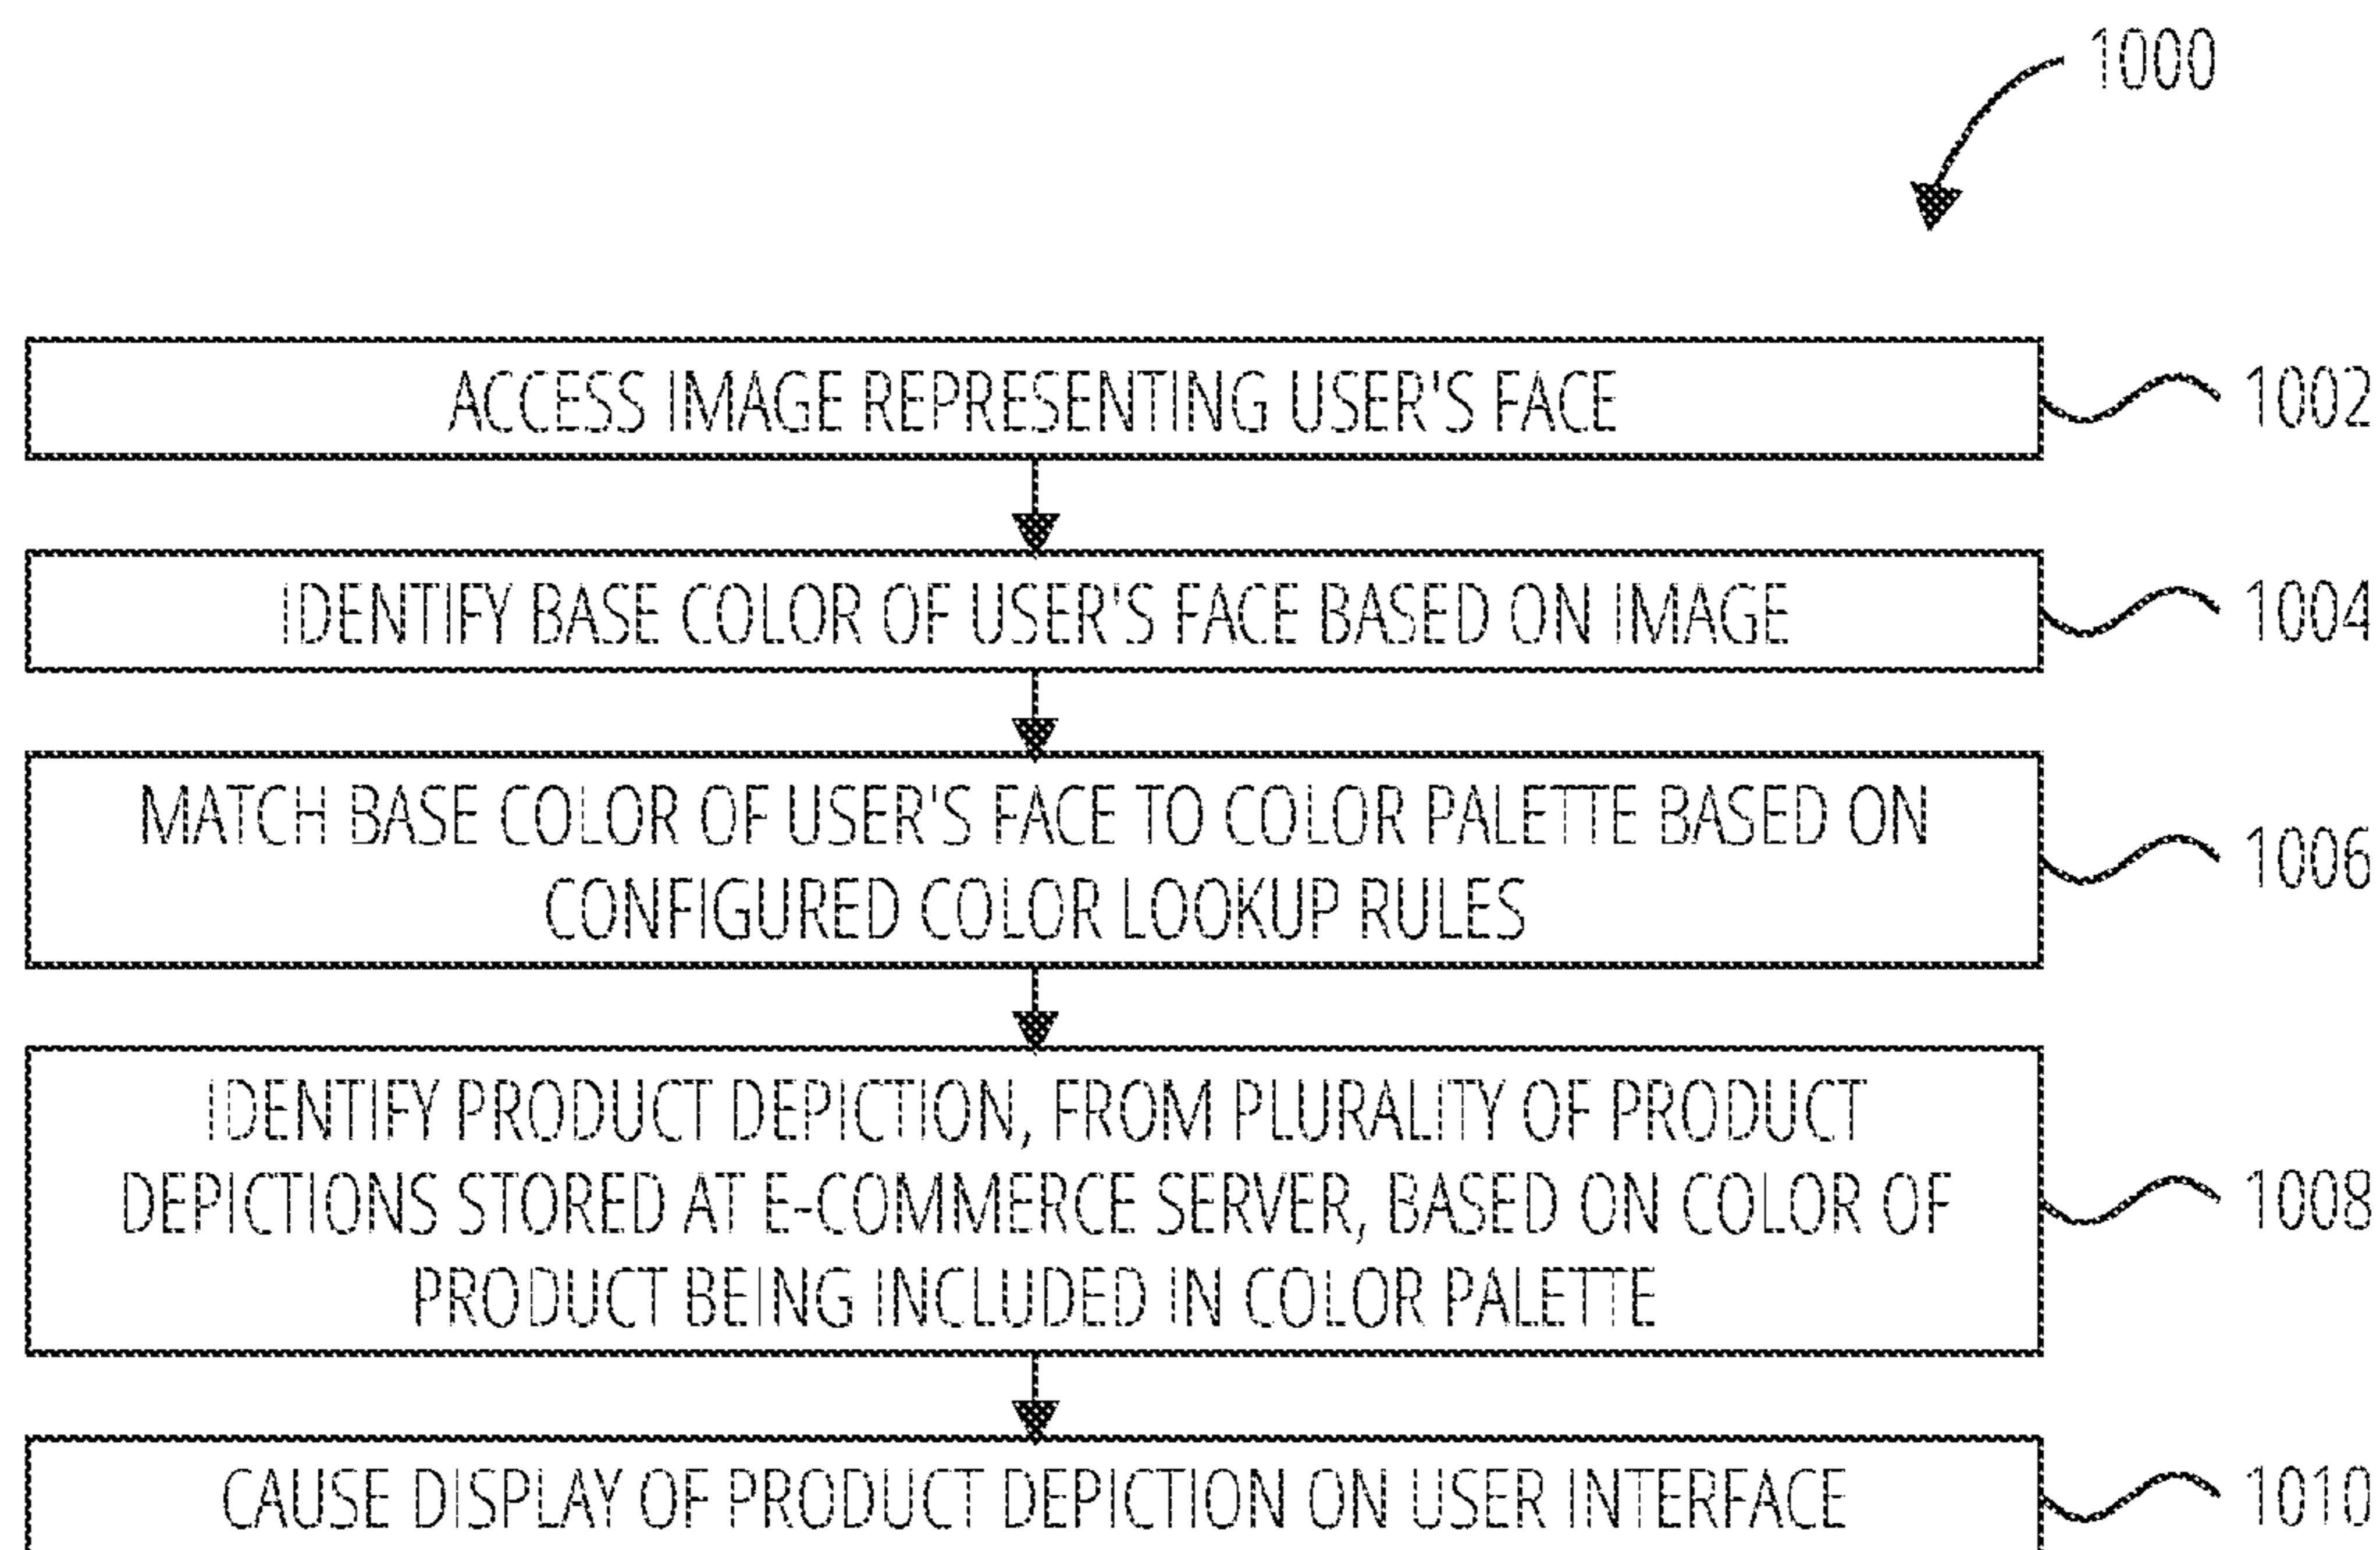 1000
ACCESS IMAGE REPRESENTING USER'S FACE
1002
IDENTIFY BASE COLOR OF USER'S FACE BASED ON IMAGE
1004
MATCH BASE COLOR OF USER'S FACE TO COLOR PALETTE BASED ON
CONFIGURED COLOR LOOKUP RULES
1006
IDENTIFY PRODUCT DEPICTION, FROM PLURALITY OF PRODUCT
DEPICTIONS STORED AT E-COMMERCE SERVER, BASED ON COLOR OF
PRODUCT BEING INCLUDED IN COLOR PALETTE
1008
CAUSE DISPLAY OF PRODUCT DEPICTION ON USER INTERFACE
1010